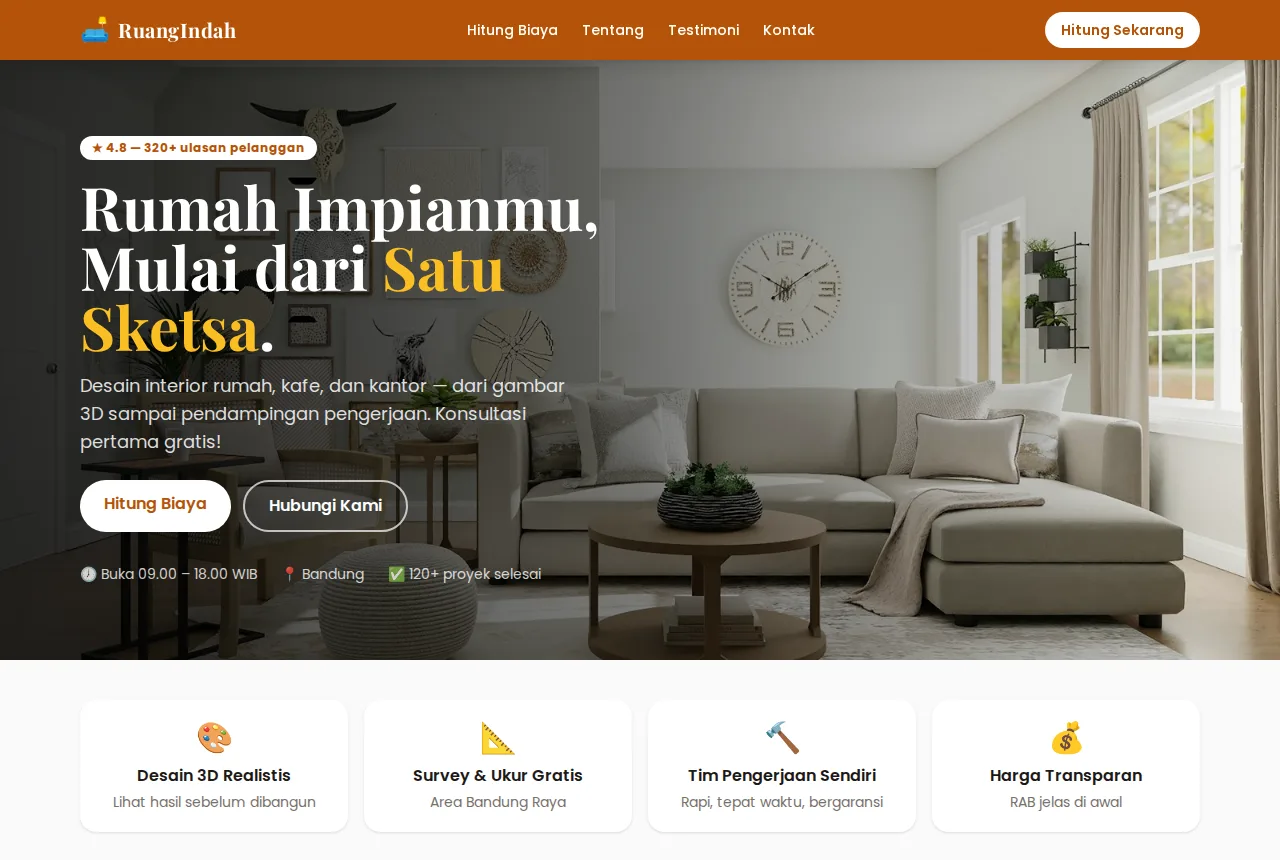 RuangIndah
Hitung Biaya
Tentang
Testimoni
Kontak
Hitung Sekarang
★ 4.8 — 320+ ulasan pelanggan
Rumah Impianmu,
Mulai dari Satu
Sketsa.
Desain interior rumah, kafe, dan kantor — dari gambar
3D sampai pendampingan pengerjaan. Konsultasi
pertama gratis!
Hitung Biaya
Hubungi Kami
Buka 09.00 – 18.00 WIB
Bandung
120+ proyek selesai
Desain 3D Realistis
Lihat hasil sebelum dibangun
Survey & Ukur Gratis
Area Bandung Raya
Tim Pengerjaan Sendiri
Rapi, tepat waktu, bergaransi
Harga Transparan
RAB jelas di awal